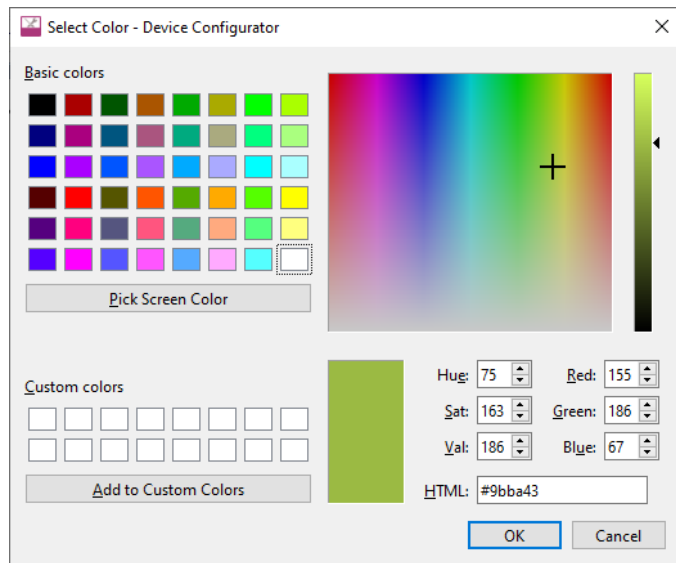 Select Color - Device Configurator
Basic colors
Pick Screen Color
Custom colors
Add to Custom Colors
Hue: 75 Red: 155
Sat: 163 Green: 186
Val: 186 Blue: 67
HTML: #9bba43
OK Cancel